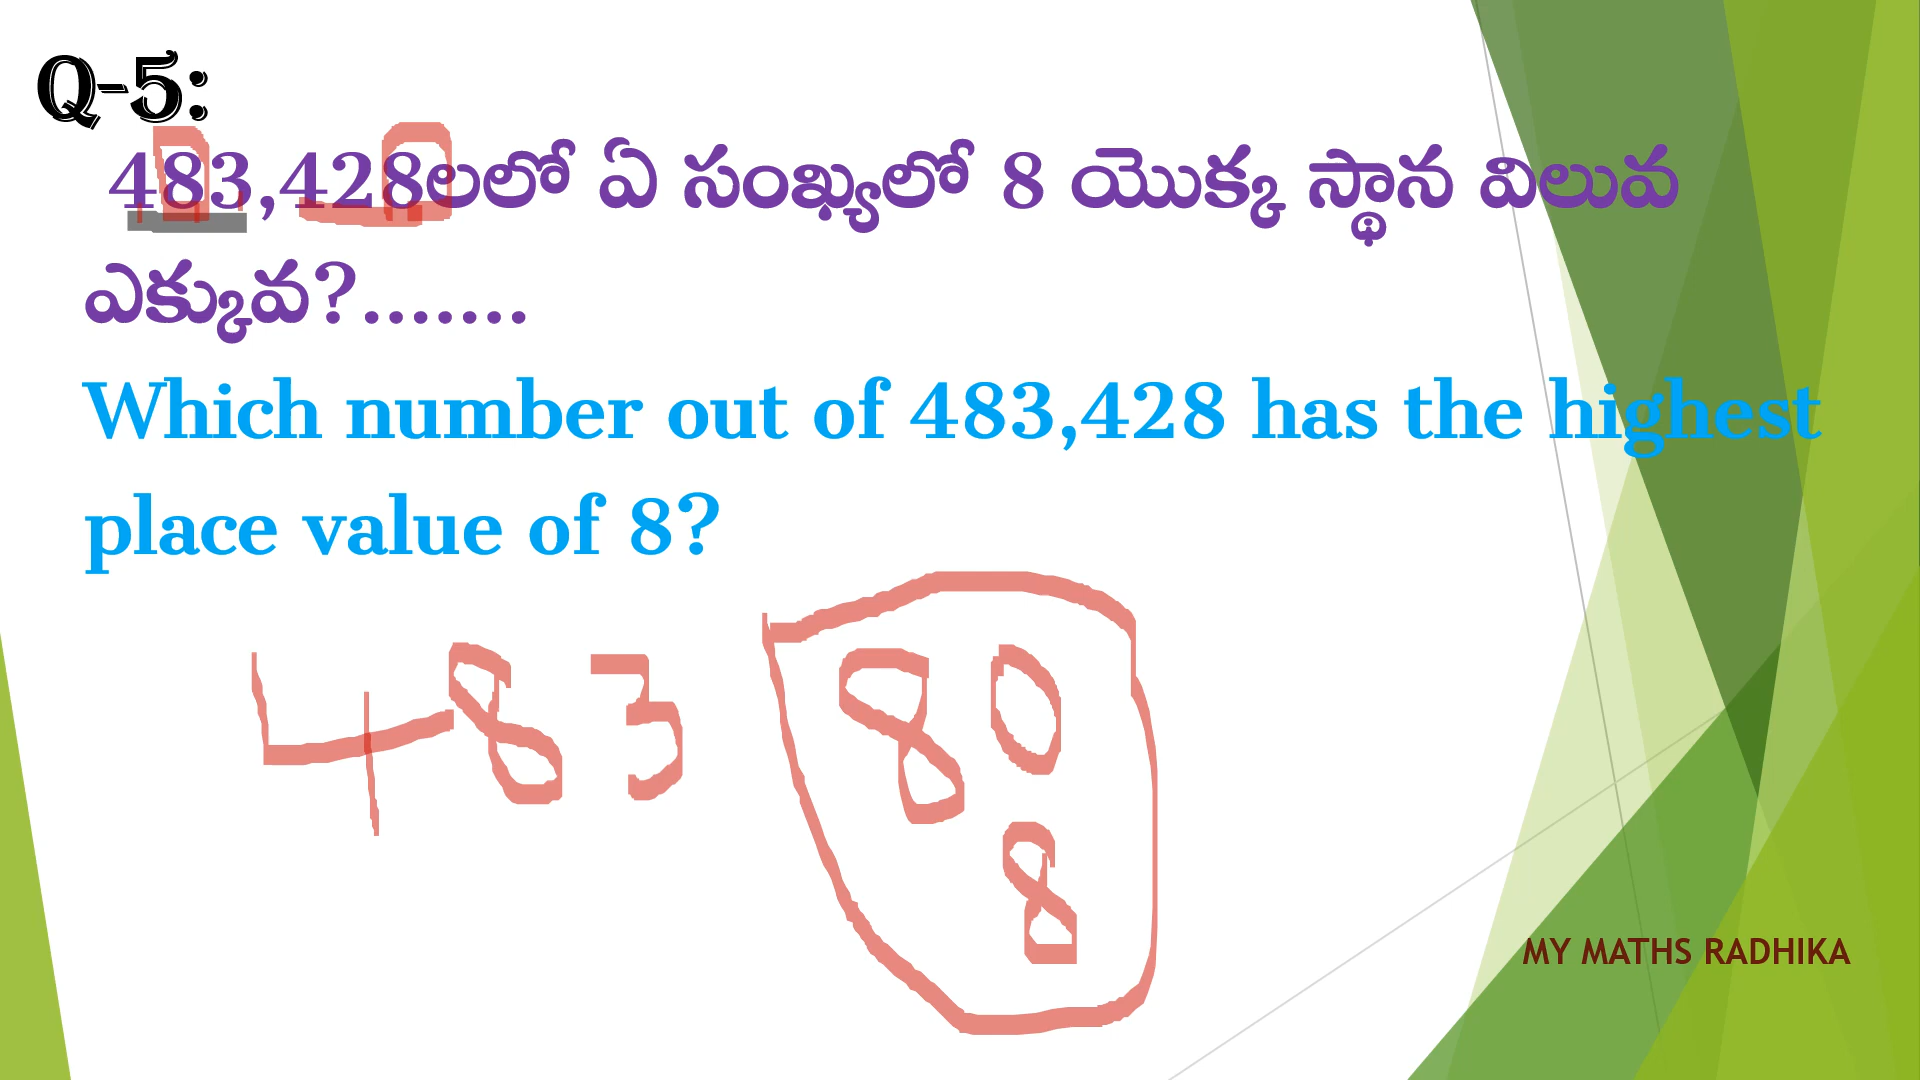 Q-5:
483,428లలో ఏ సంఖ్యలో 8 యొక్క స్థాన విలువ
ఎక్కువ?.......
Which number out of 483,428 has the highest
place value of 8?
483 80
8
MY MATHS RADHIKA